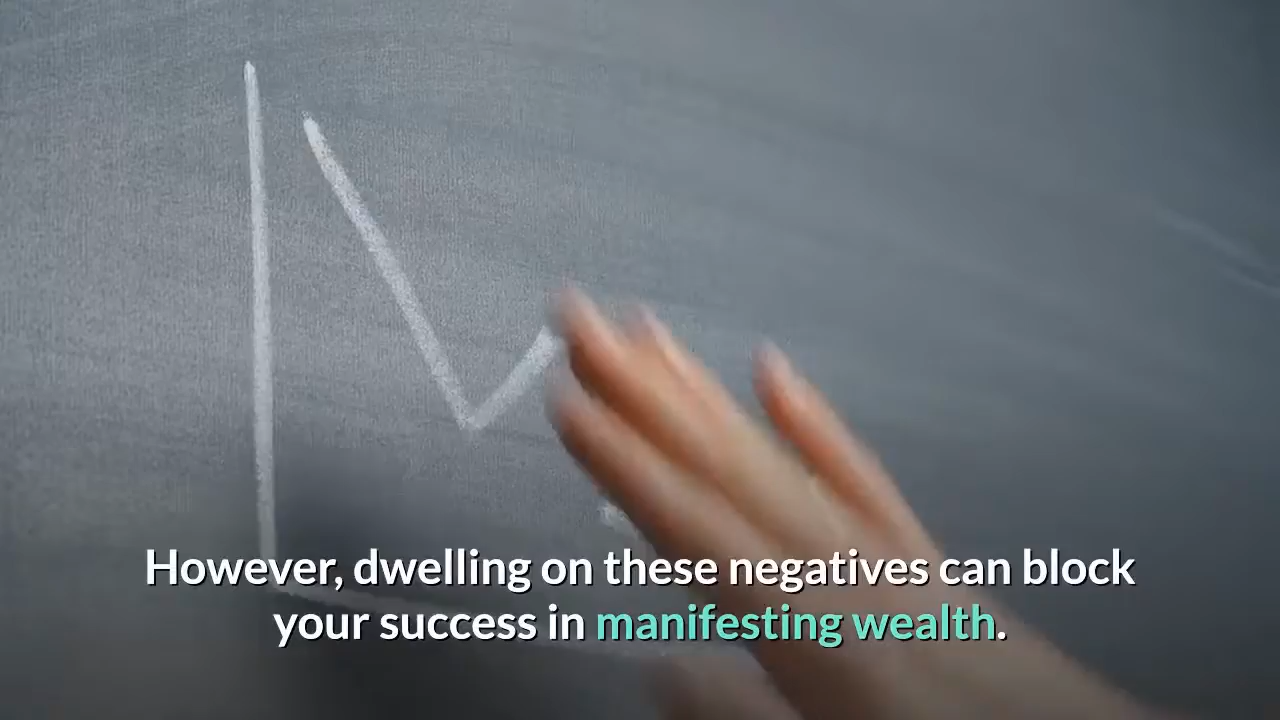 However, dwelling on these negatives can block
your success in manifesting wealth.